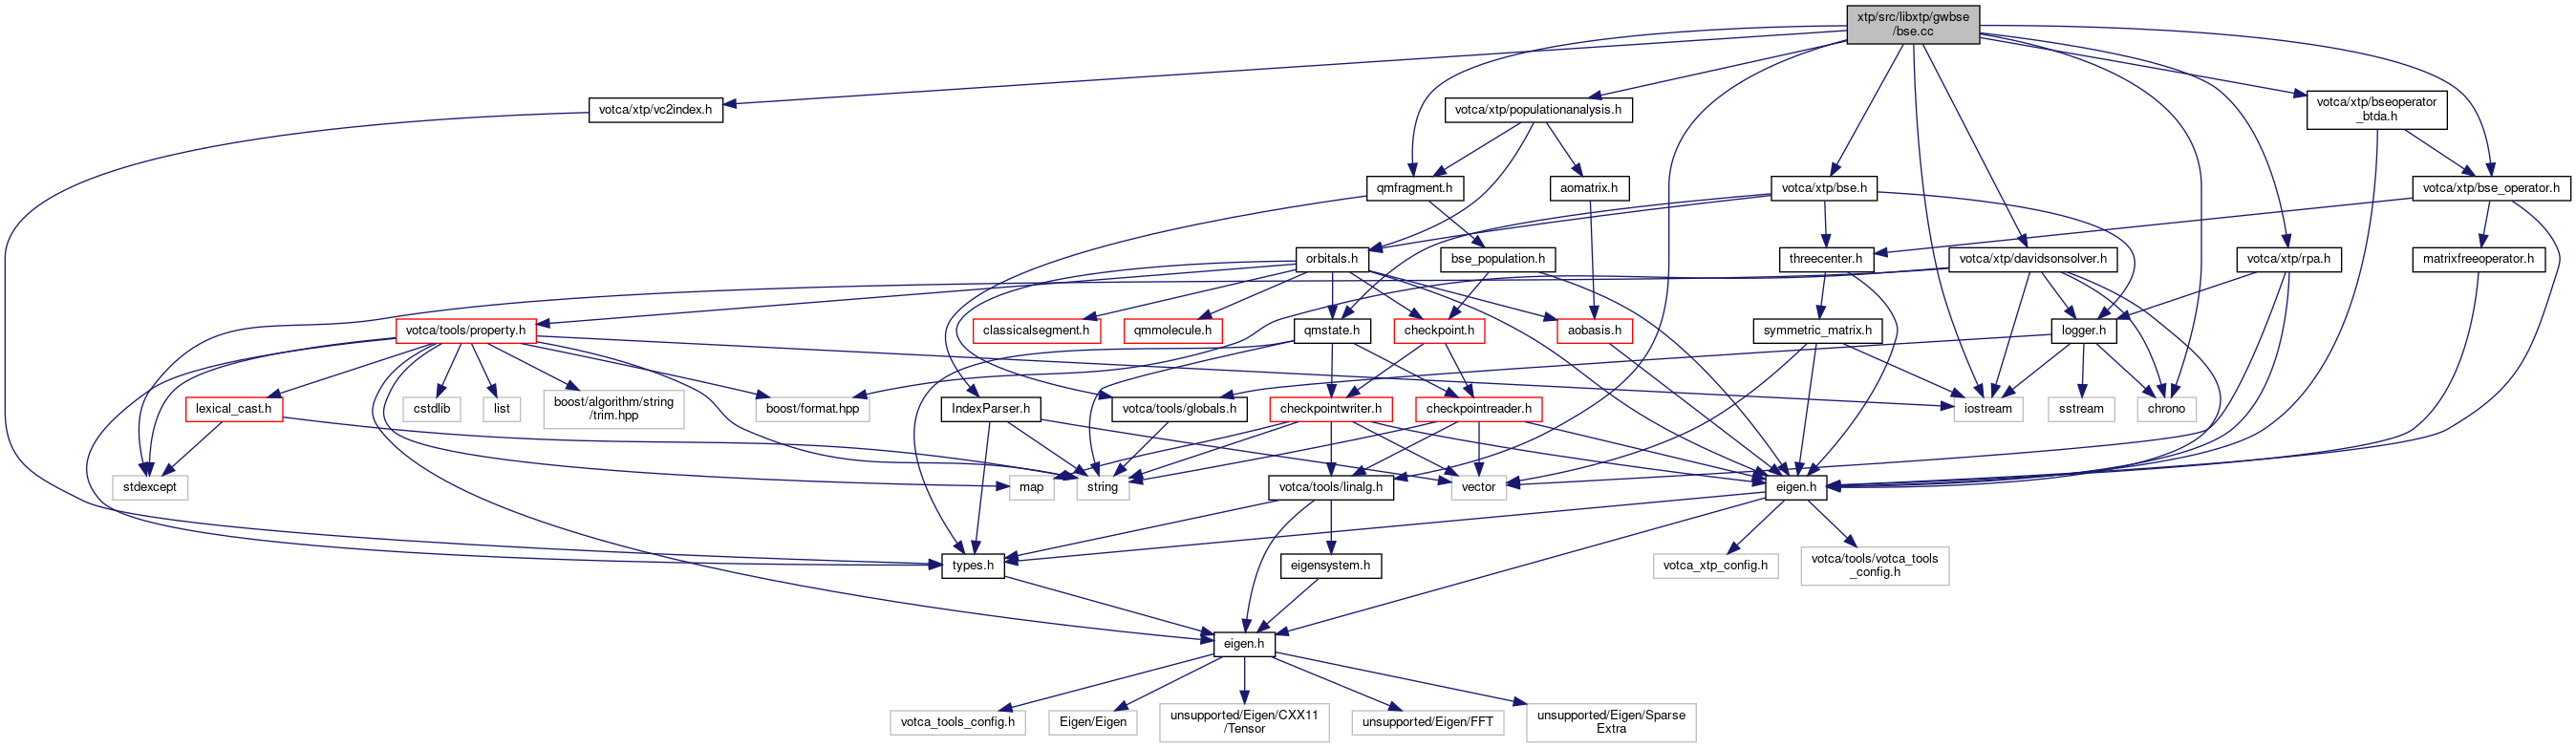 xtp/src/libxtp/gwbse
/bse.cc
votca/xtp/vc2index.h
votca/xtp/populationanalysis.h
votca/xtp/bseoperator
_btda.h
qmfragment.h
aomatrix.h
votca/xtp/bse.h
votca/xtp/bse_operator.h
orbitals.h
bse_population.h
threecenter.h
votca/xtp/davidsonsolver.h
votca/xtp/rpa.h
matrixfreeoperator.h
votca/tools/property.h
classicalsegment.h
qmmolecule.h
qmstate.h
checkpoint.h
aobasis.h
symmetric_matrix.h
logger.h
lexical_cast.h
cstdlib
list
boost/algorithm/string
/trim.hpp
boost/format.hpp
IndexParser.h
votca/tools/globals.h
checkpointwriter.h
checkpointreader.h
iostream
sstream
chrono
stdexcept
map
string
votca/tools/linalg.h
vector
eigen.h
types.h
eigensystem.h
votca_xtp_config.h
votca/tools/votca_tools
_config.h
eigen.h
votca_tools_config.h
Eigen/Eigen
unsupported/Eigen/CXX11
/Tensor
unsupported/Eigen/FFT
unsupported/Eigen/Sparse
Extra